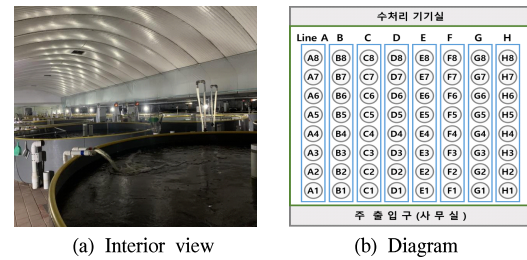 수처리 기기실
Line A B C D E F G H
A8 B8 C8 D8 E8 F8 G8 H8
A7 B7 C7 D7 E7 F7 G7 H7
A6 B6 C6 D6 E6 F6 G6 H6
A5 B5 C5 D5 E5 F5 G5 H5
A4 B4 C4 D4 E4 F4 G4 H4
A3 B3 C3 D3 E3 F3 G3 H3
A2 B2 C2 D2 E2 F2 G2 H2
A1 B1 C1 D1 E1 F1 G1 H1
주 출입구 (사무실)
(a) Interior view
(b) Diagram